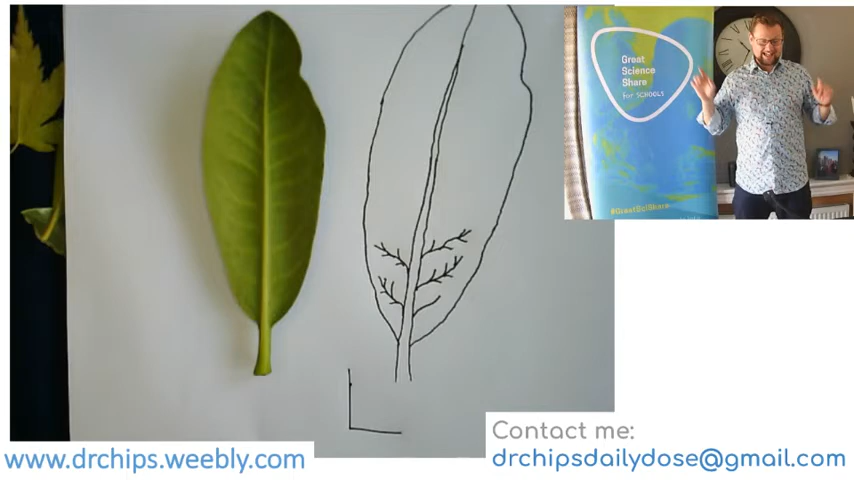 Great
Science
Share
for SCHOOLS
#GreatSciShare
www.drchips.weebly.com
Contact me:
drchipsdailydose@gmail.com